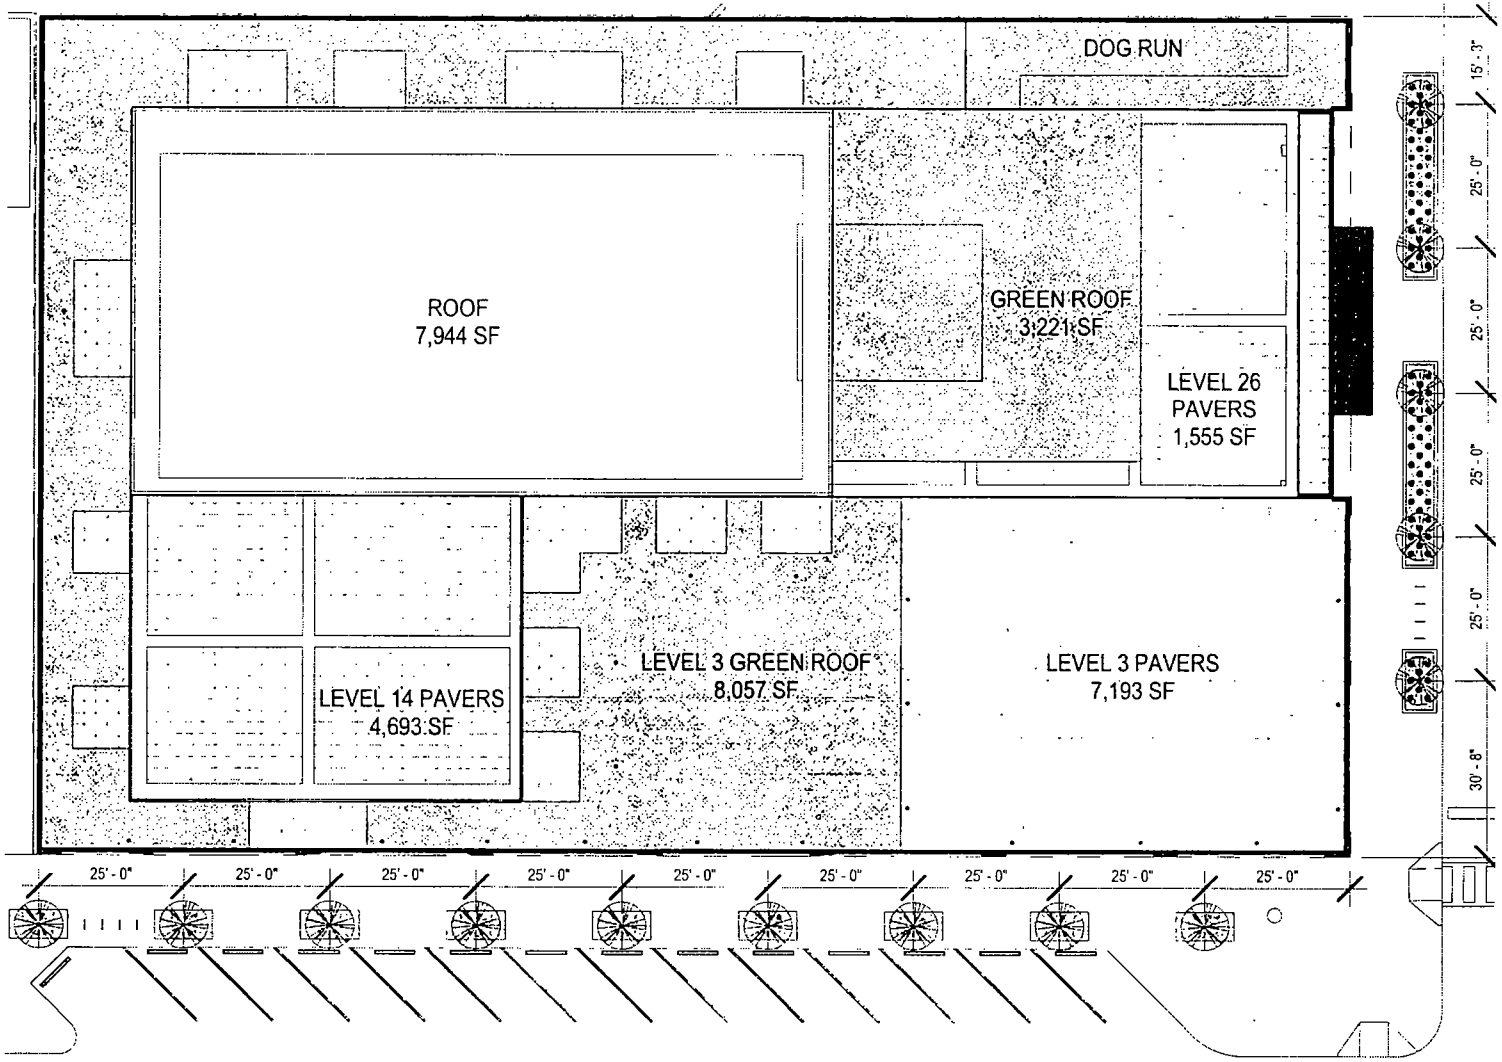 DOG RUN
ROOF
7,944 SF
GREEN ROOF
3,221 SF
LEVEL 26
PAVERS
1,555 SF
LEVEL 14 PAVERS
4,693 SF
LEVEL 3 GREEN ROOF
8,057 SF
LEVEL 3 PAVERS
7,193 SF
15' - 3"
25' - 0"
25' - 0"
25' - 0"
25' - 0"
30' - 8"
25' - 0"
25' - 0"
25' - 0"
25' - 0"
25' - 0"
25' - 0"
25' - 0"
25' - 0"
25' - 0"